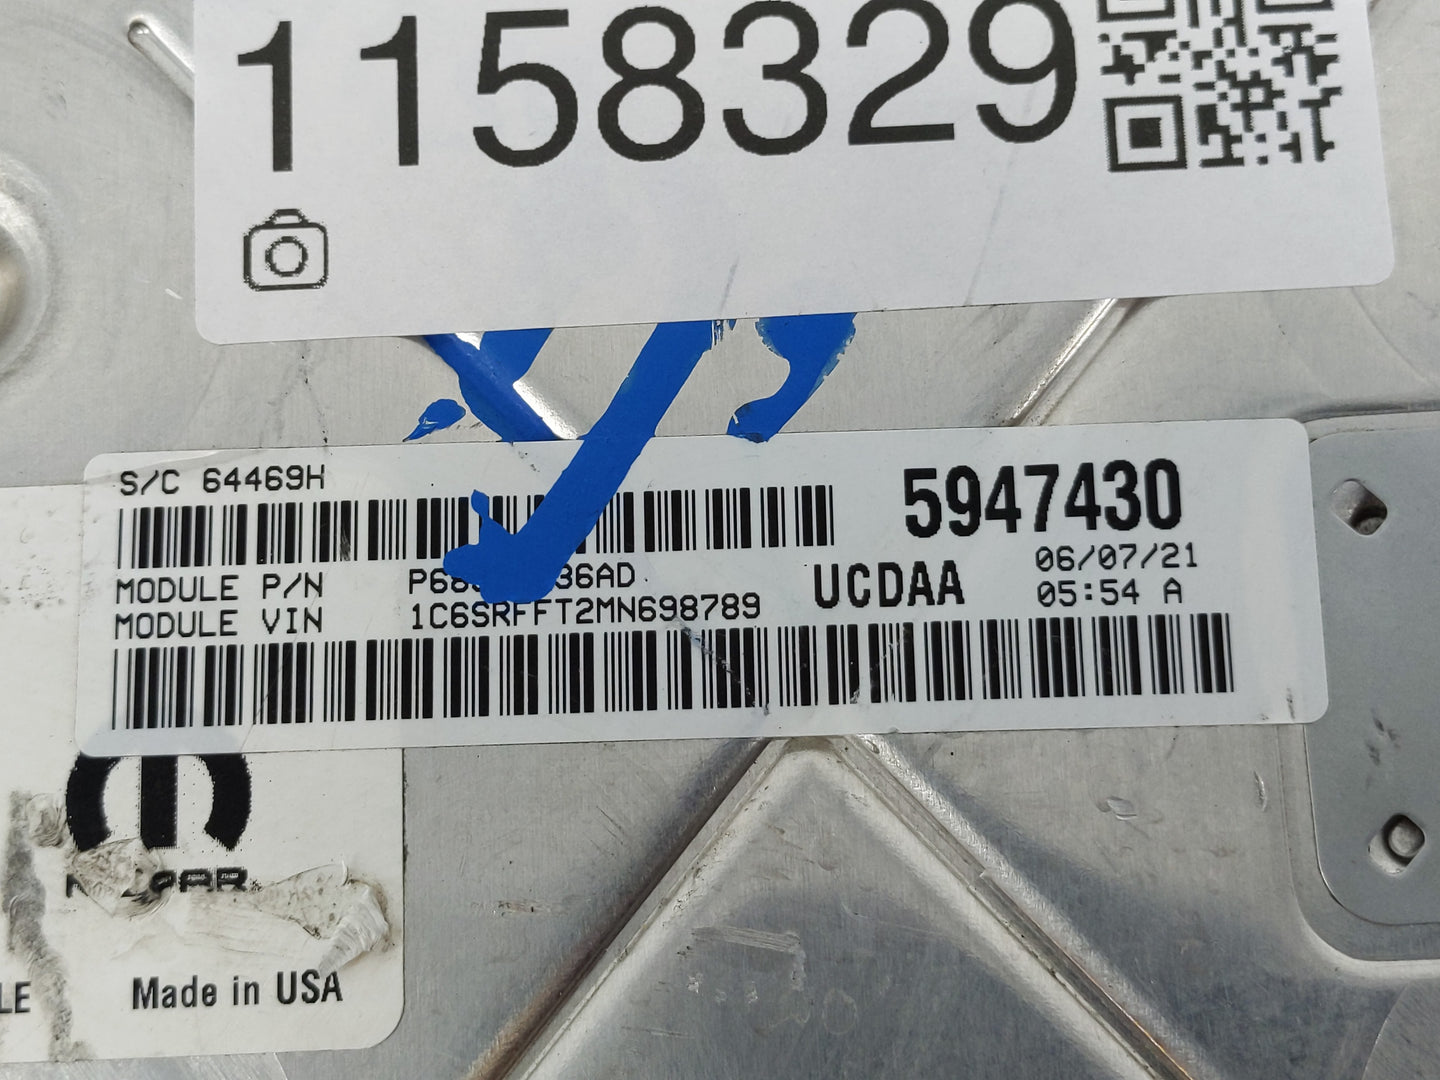 1158329
S/C 64469H
5947430
MODULE P/N
UCDAA
06/07/21
MODULE VIN 1C6SRFFT2MN698789
05:54 A
Made in USA